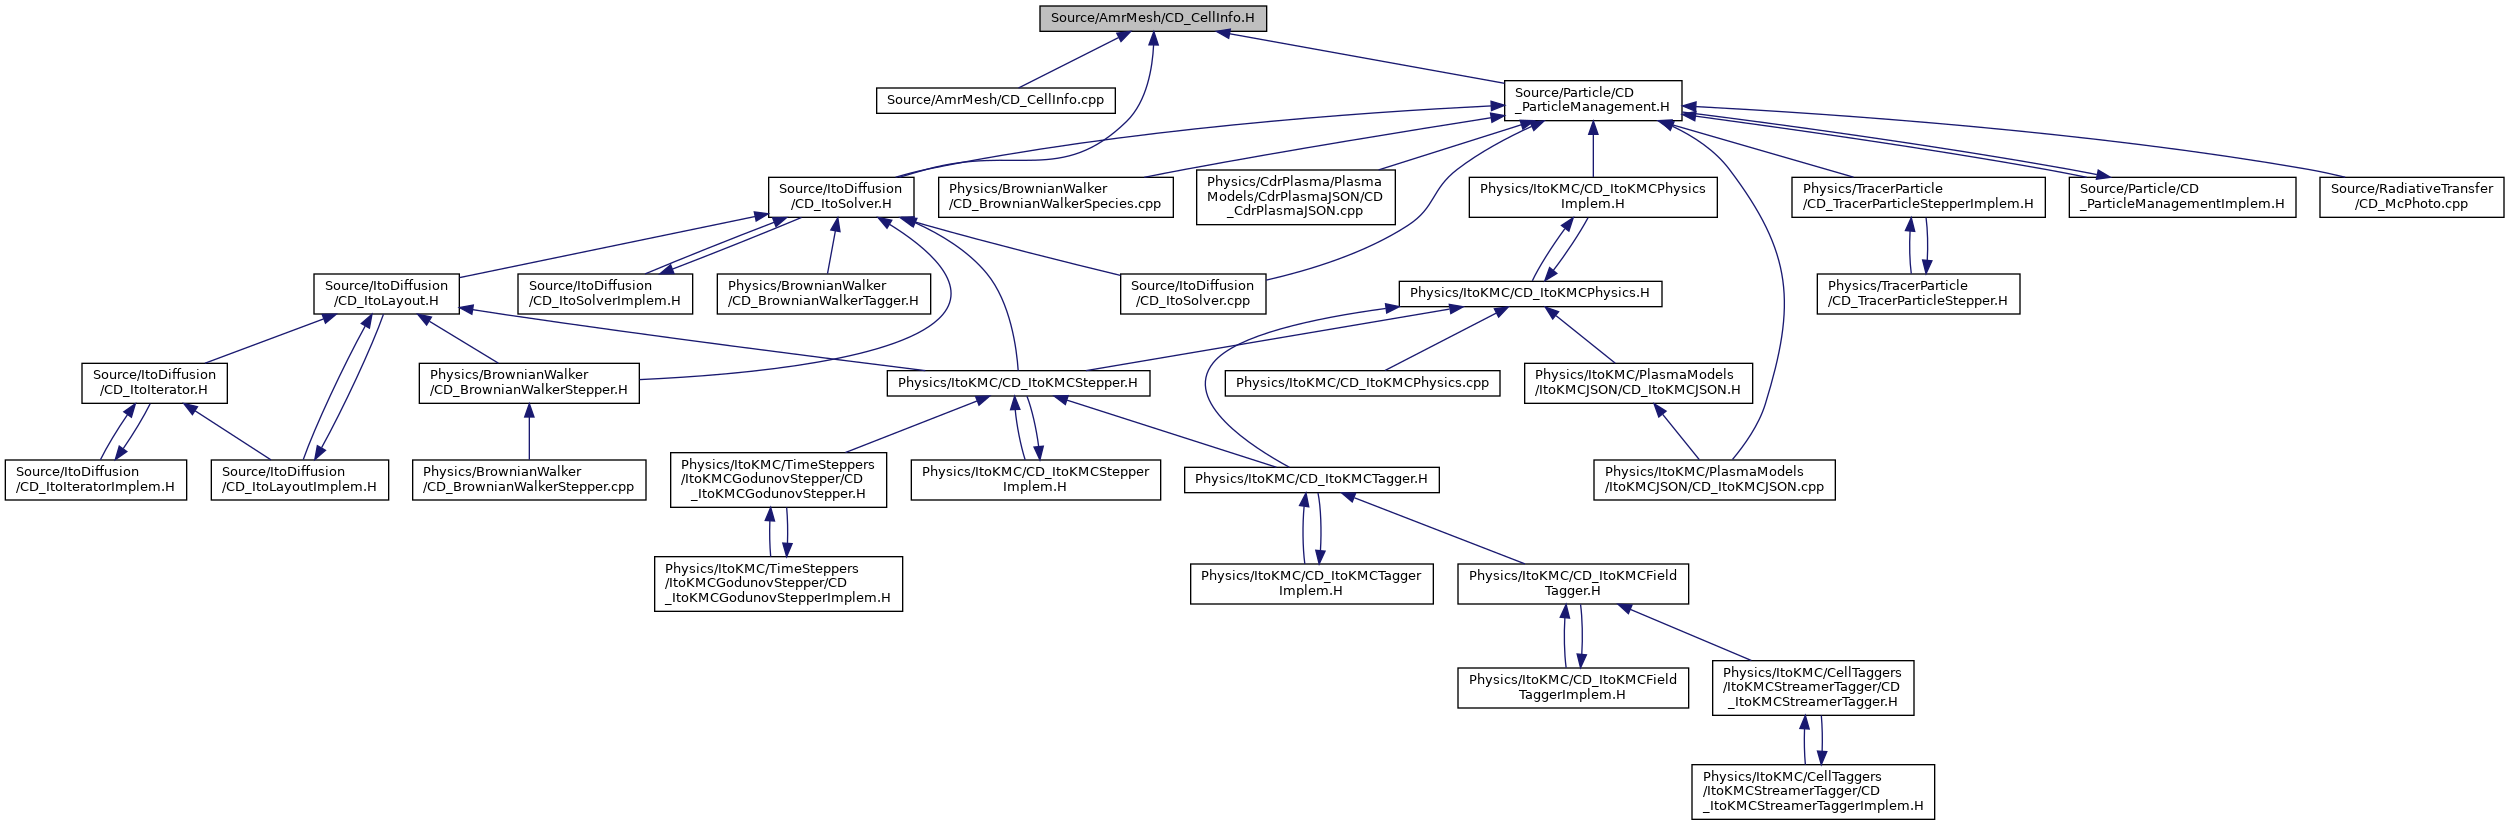 Source/AmrMesh/CD_CellInfo.H
Source/AmrMesh/CD_CellInfo.cpp
Source/Particle/CD
_ParticleManagement.H
Source/ItoDiffusion
/CD_ItoSolver.H
Physics/BrownianWalker
/CD_BrownianWalkerSpecies.cpp
Physics/CdrPlasma/Plasma
Models/CdrPlasmaJSON/CD
_CdrPlasmaJSON.cpp
Physics/ItoKMC/CD_ItoKMCPhysics
Implem.H
Physics/TracerParticle
/CD_TracerParticleStepperImplem.H
Source/Particle/CD
_ParticleManagementImplem.H
Source/RadiativeTransfer
/CD_McPhoto.cpp
Source/ItoDiffusion
/CD_ItoLayout.H
Source/ItoDiffusion
/CD_ItoSolverImplem.H
Physics/BrownianWalker
/CD_BrownianWalkerTagger.H
Source/ItoDiffusion
/CD_ItoSolver.cpp
Physics/ItoKMC/CD_ItoKMCPhysics.H
Physics/TracerParticle
/CD_TracerParticleStepper.H
Source/ItoDiffusion
/CD_ItoIterator.H
Physics/BrownianWalker
/CD_BrownianWalkerStepper.H
Physics/ItoKMC/CD_ItoKMCStepper.H
Physics/ItoKMC/CD_ItoKMCPhysics.cpp
Physics/ItoKMC/PlasmaModels
/ItoKMCJSON/CD_ItoKMCJSON.H
Source/ItoDiffusion
/CD_ItoIteratorImplem.H
Source/ItoDiffusion
/CD_ItoLayoutImplem.H
Physics/BrownianWalker
/CD_BrownianWalkerStepper.cpp
Physics/ItoKMC/TimeSteppers
/ItoKMCGodunovStepper/CD
_ItoKMCGodunovStepper.H
Physics/ItoKMC/CD_ItoKMCStepper
Implem.H
Physics/ItoKMC/CD_ItoKMCTagger.H
Physics/ItoKMC/PlasmaModels
/ItoKMCJSON/CD_ItoKMCJSON.cpp
Physics/ItoKMC/TimeSteppers
/ItoKMCGodunovStepper/CD
_ItoKMCGodunovStepperImplem.H
Physics/ItoKMC/CD_ItoKMCTagger
Implem.H
Physics/ItoKMC/CD_ItoKMCField
Tagger.H
Physics/ItoKMC/CD_ItoKMCField
TaggerImplem.H
Physics/ItoKMC/CellTaggers
/ItoKMCStreamerTagger/CD
_ItoKMCStreamerTagger.H
Physics/ItoKMC/CellTaggers
/ItoKMCStreamerTagger/CD
_ItoKMCStreamerTaggerImplem.H